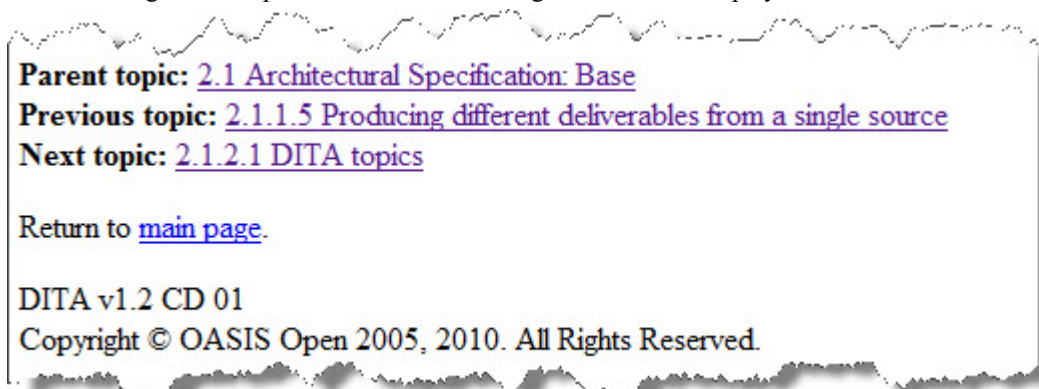 Parent topic: 2.1 Architectural Specification: Base
Previous topic: 2.1.1.5 Producing different deliverables from a single source
Next topic: 2.1.2.1 DITA topics
Return to main page.
DITA v1.2 CD 01
Copyright © OASIS Open 2005, 2010. All Rights Reserved.